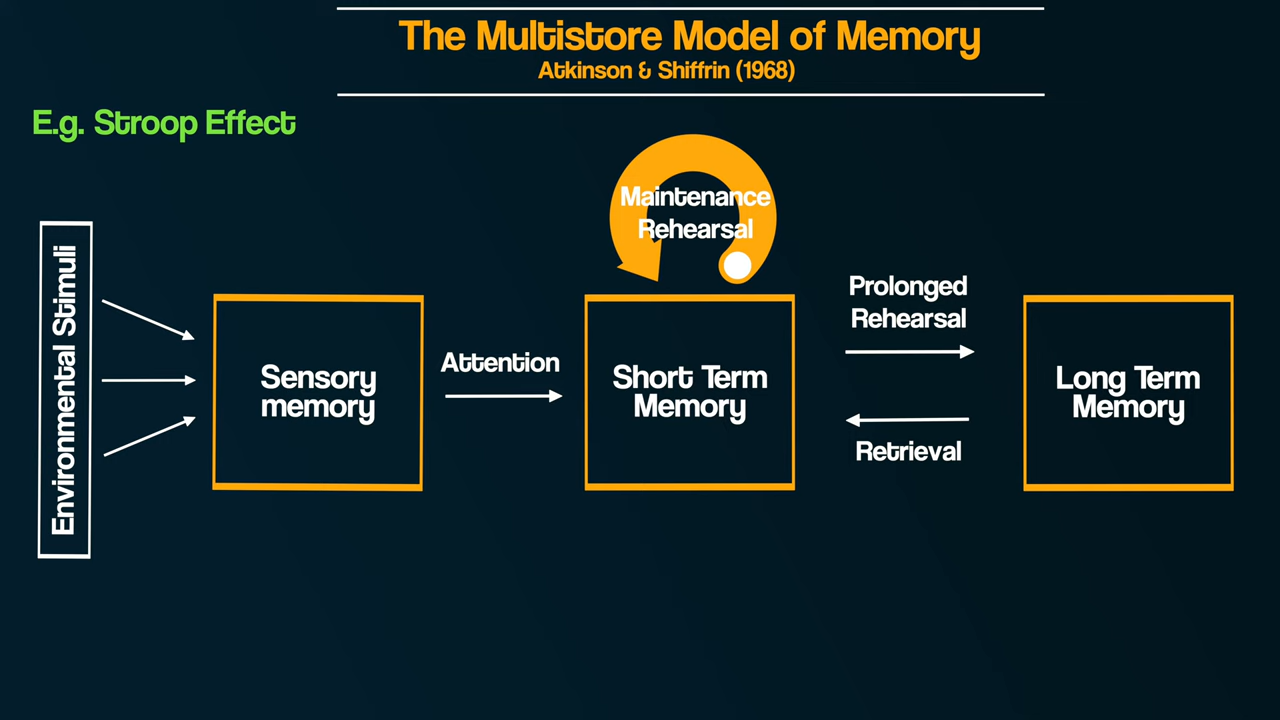 The Multistore Model of Memory
Atkinson & Shiffrin (1968)
E.g. Stroop Effect
Environmental Stimuli
Sensory
memory
Attention
Maintenance
Rehearsal
Short Term
Memory
Prolonged
Rehearsal
Retrieval
Long Term
Memory